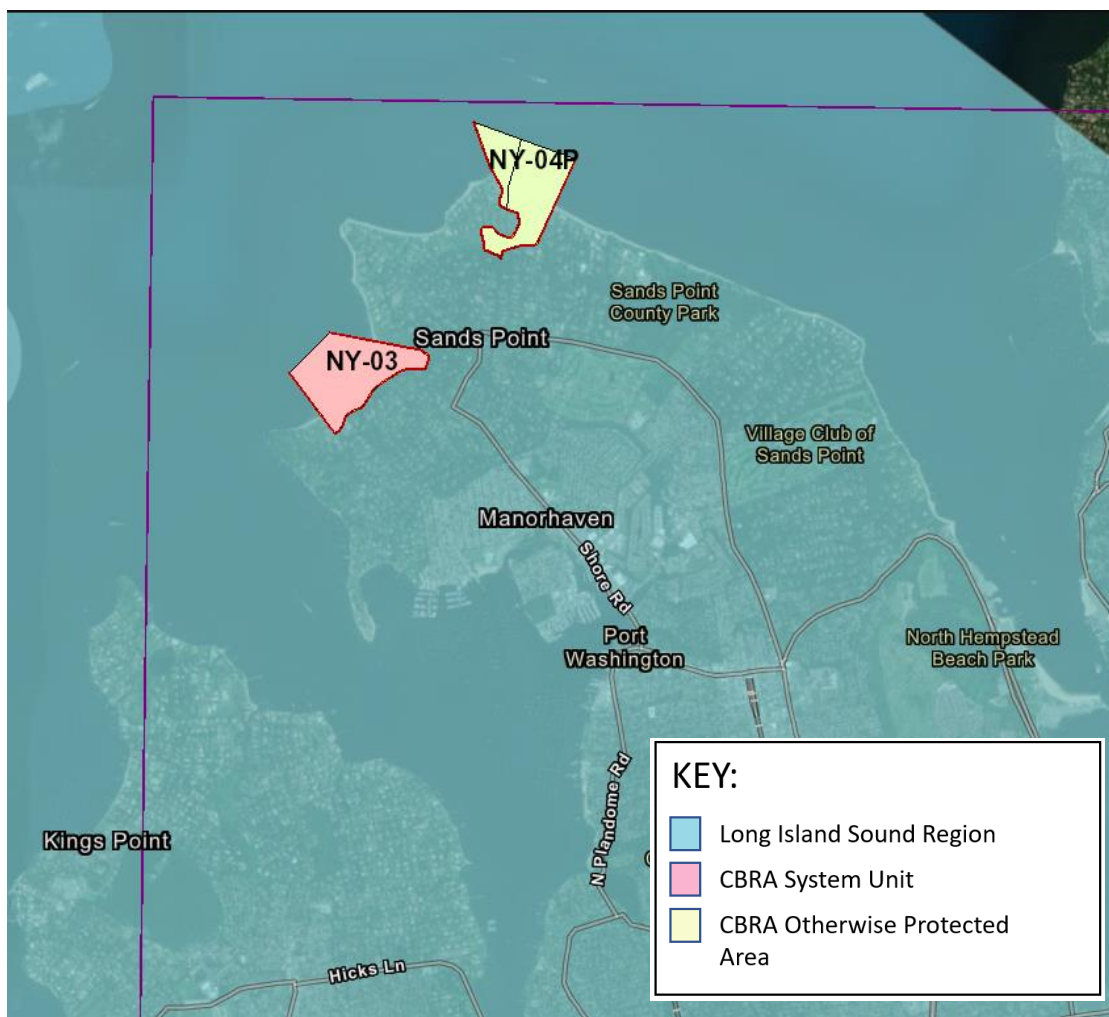 NY-04P
Sands Point
County Park
Sands Point
NY-03
Village Club of
Sands Point
Manorhaven
Shore Rd
Port
Washington
North Hempstead
Beach Park
N Plandome Rd
Kings Point
Hicks Ln
KEY:
Long Island Sound Region
CBRA System Unit
CBRA Otherwise Protected
Area